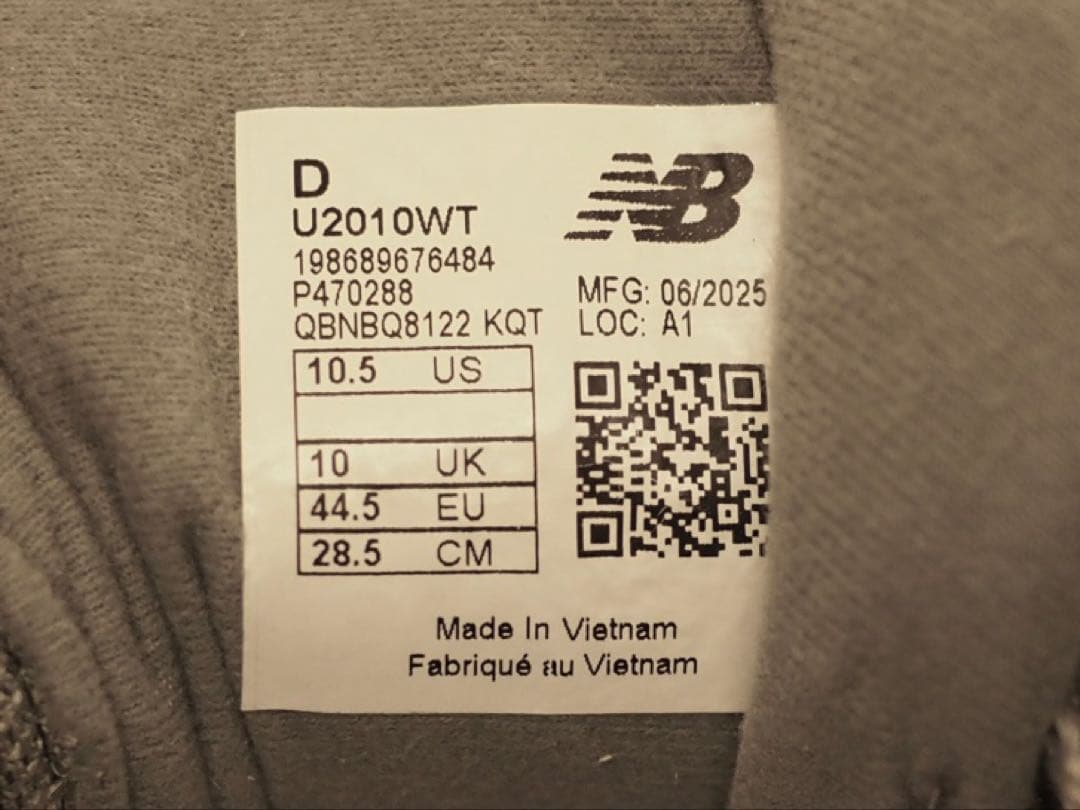 D
NB
U2010WT
198689676484
P470288
MFG: 06/2025
QBNBQ8122 KQT
LOC: A1
10.5 US
10 UK
44.5 EU
28.5 CM
Made In Vietnam
Fabriqué au Vietnam